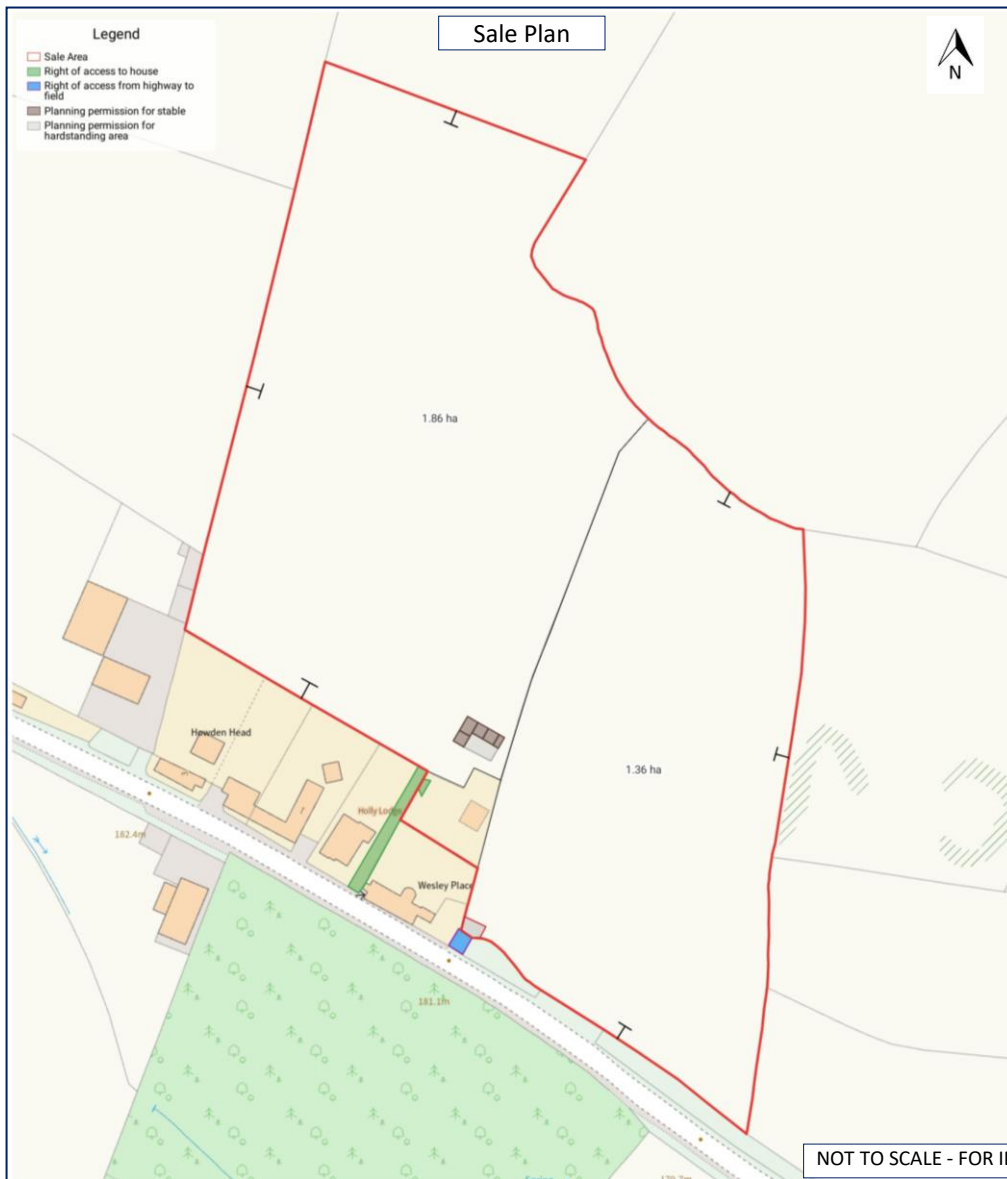 Legend
Sale Area
Right of access to house
Right of access from highway to
field
Planning permission for stable
Planning permission for
hardstanding area
Sale Plan
N
1.86 ha
1.36 ha
Howden Head
Holly Lodge
Wesley Place
182.4m
181.1m
NOT TO SCALE - FOR